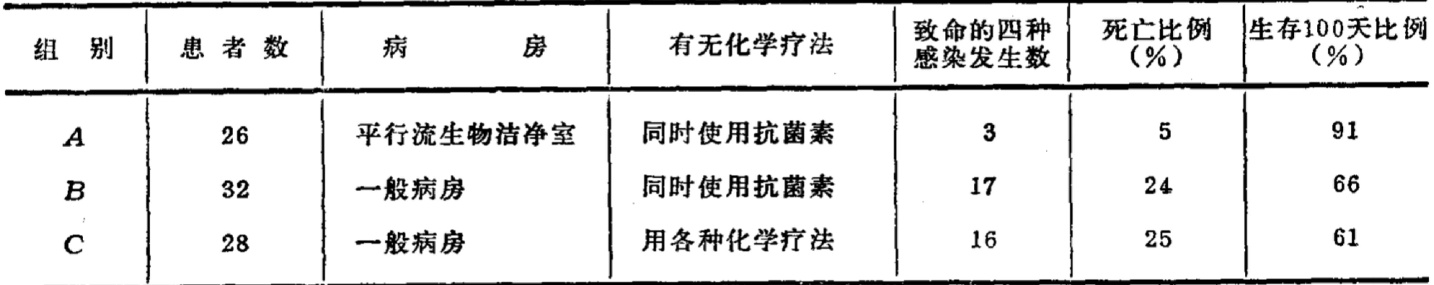 组 别 患 者 数 病 房 有无化学疗法 致命的四种感染发生数 死亡比例(%) 生存100天比例(%)
A 26 平行流生物洁净室 同时使用抗菌素 3 5 91
B 32 一般病房 同时使用抗菌素 17 24 66
C 28 一般病房 用各种化学疗法 16 25 61